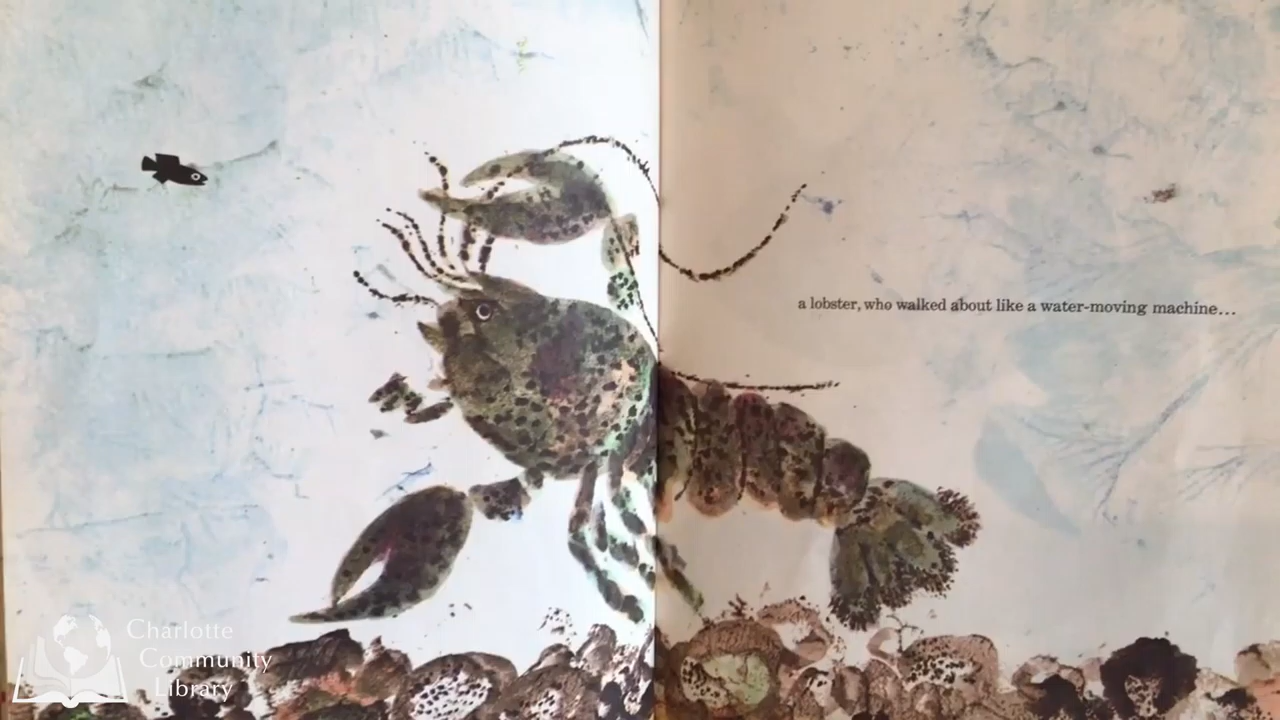 a lobster, who walked about like a water-moving machine...
Charlotte
Community
Library